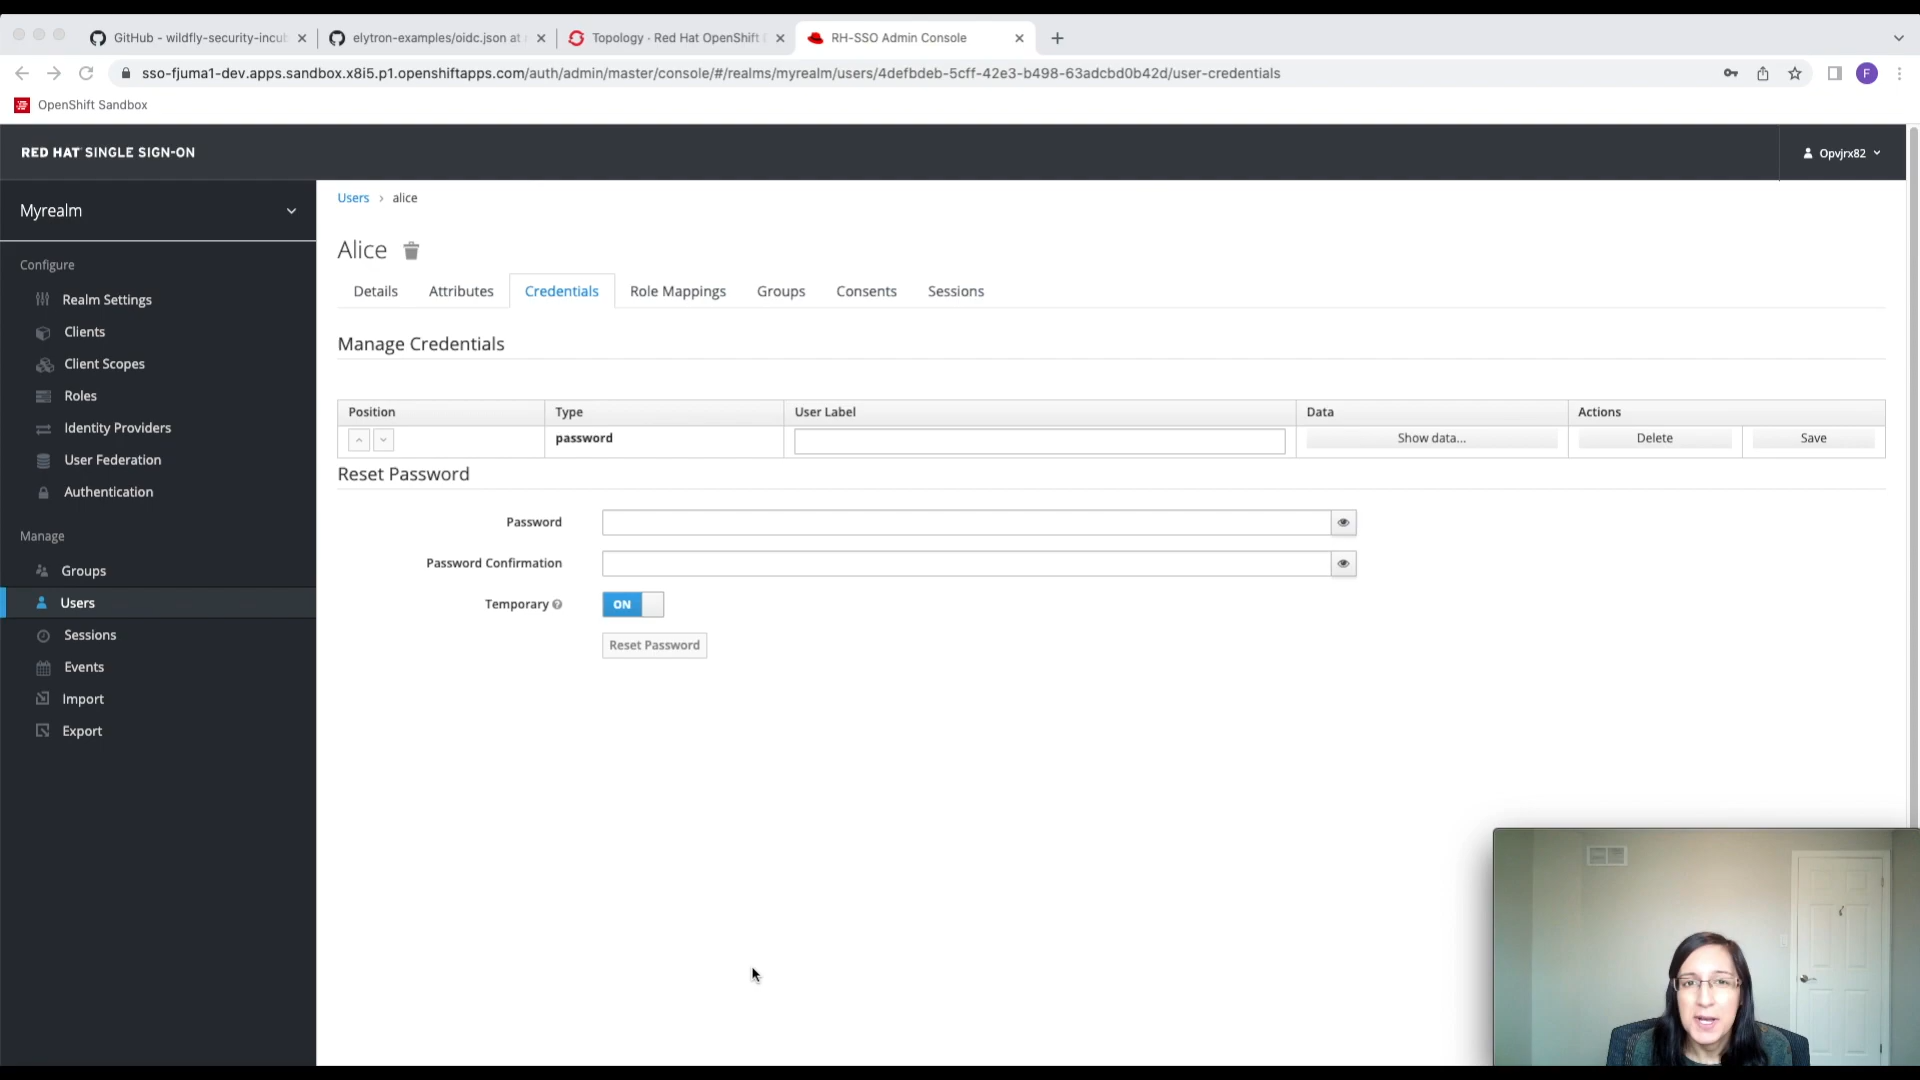 GitHub - wildfly-security-incu
elytron-examples/oidc.json at
Topology · Red Hat OpenShift
RH-SSO Admin Console
sso-fjuma1-dev.apps.sandbox.x8i5.p1.openshiftapps.com/auth/admin/master/console/#/realms/myrealm/users/4defbdeb-5cff-42e3-b498-63adcbd0b42d/user-credentials
F
OpenShift Sandbox
RED HAT SINGLE SIGN-ON
Opvjrx82
Myrealm
Configure
Realm Settings
Clients
Client Scopes
Roles
Identity Providers
User Federation
Authentication
Manage
Groups
Users
Sessions
Events
Import
Export
Users > alice
Alice
Details Attributes Credentials Role Mappings Groups Consents Sessions
Manage Credentials
Position Type User Label Data Actions
password Show data... Delete Save
Reset Password
Password
Password Confirmation
Temporary ON
Reset Password